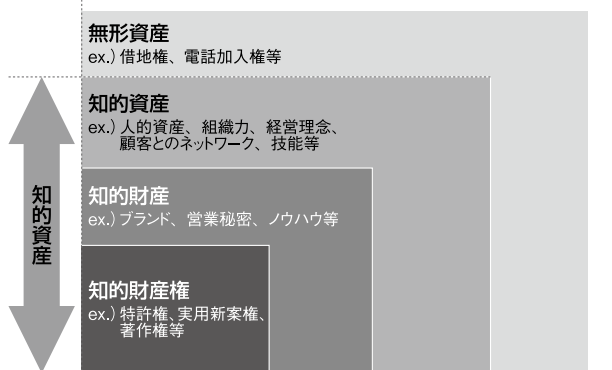 無形資産
ex.）借地権、電話加入権等
知的資産
ex.）人的資産、組織力、経営理念、
顧客とのネットワーク、技能等
知的財産
ex.）ブランド、営業秘密、ノウハウ等
知的財産権
ex.）特許権、実用新案権、
著作権等
知的資産